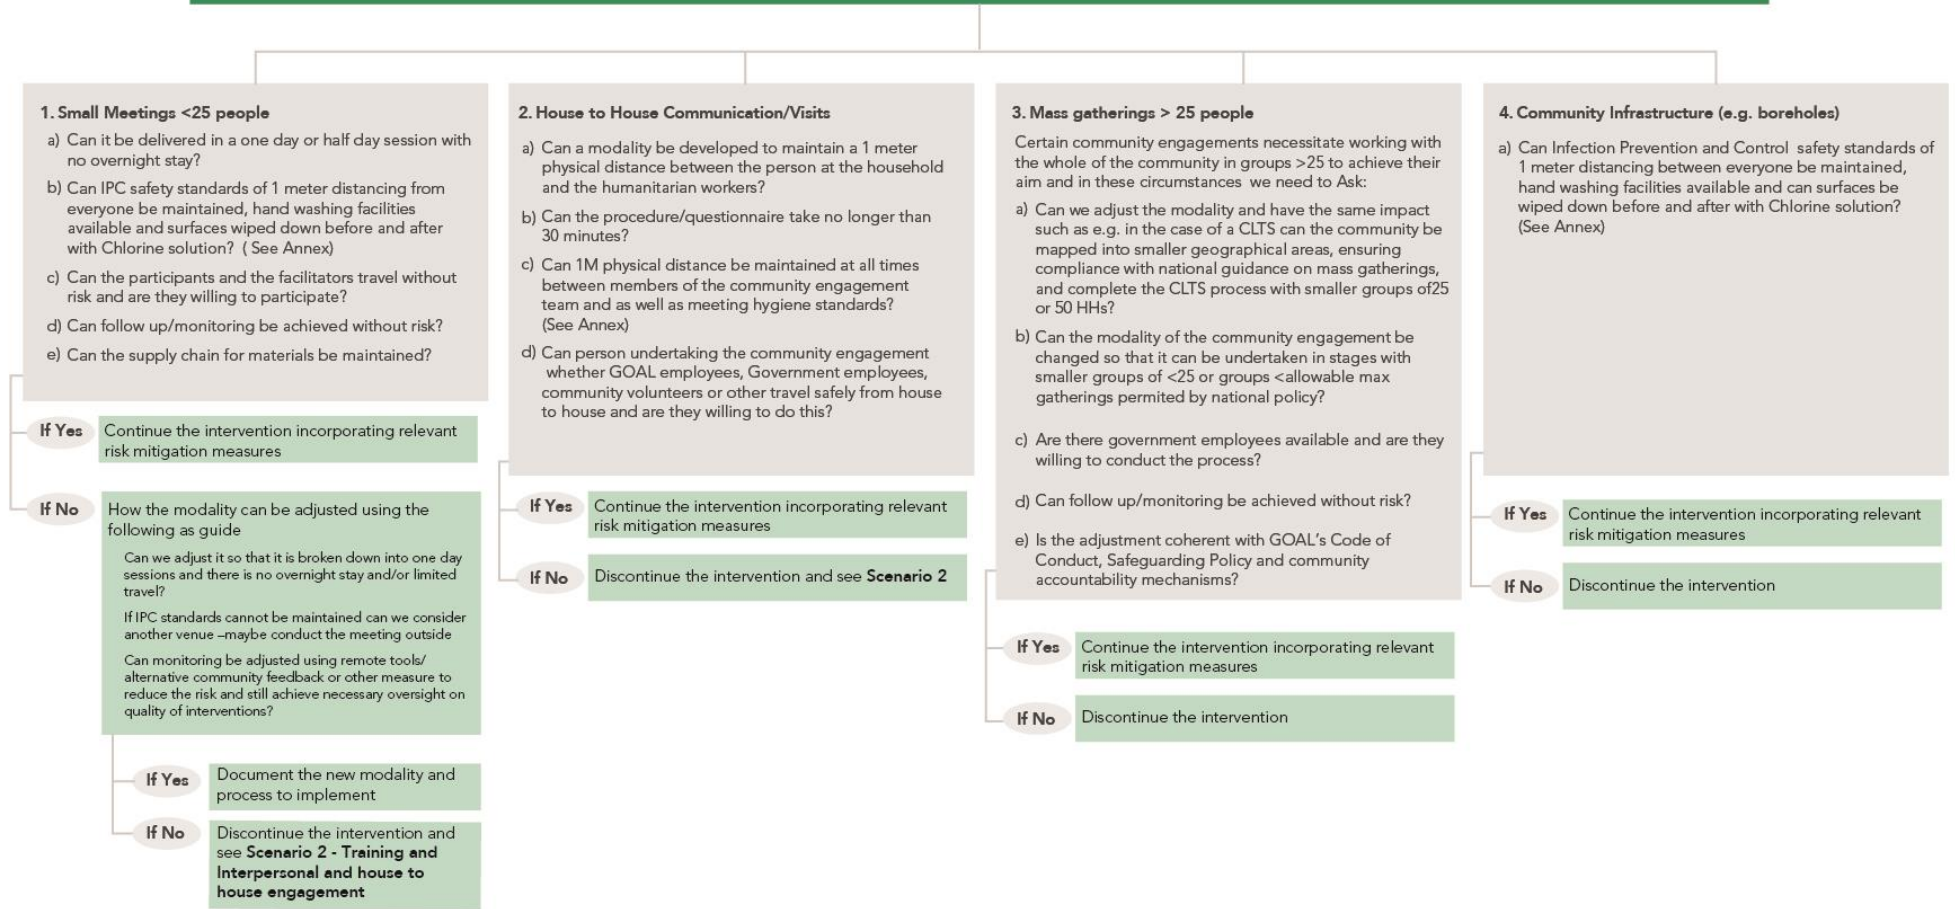 1. Small Meetings <25 people
a) Can it be delivered in a one day or half day session with
no overnight stay?
b) Can IPC safety standards of 1 meter distancing from
everyone be maintained, hand washing facilities
available and surfaces wiped down before and after
with Chlorine solution? ( See Annex)
c) Can the participants and the facilitators travel without
risk and are they willing to participate?
d) Can follow up/monitoring be achieved without risk?
e) Can the supply chain for materials be maintained?
If Yes
Continue the intervention incorporating relevant
risk mitigation measures
If No
How the modality can be adjusted using the
following as guide
Can we adjust it so that it is broken down into one day
sessions and there is no overnight stay and/or limited
travel?
If IPC standards cannot be maintained can we consider
another venue –maybe conduct the meeting outside
Can monitoring be adjusted using remote tools/
alternative community feedback or other measure to
reduce the risk and still achieve necessary oversight on
quality of interventions?
If Yes
Document the new modality and
process to implement
If No
Discontinue the intervention and
see Scenario 2 - Training and
Interpersonal and house to
house engagement
2. House to House Communication/Visits
a) Can a modality be developed to maintain a 1 meter
physical distance between the person at the household
and the humanitarian workers?
b) Can the procedure/questionnaire take no longer than
30 minutes?
c) Can 1M physical distance be maintained at all times
between members of the community engagement
team and as well as meeting hygiene standards?
(See Annex)
d) Can person undertaking the community engagement
whether GOAL employees, Government employees,
community volunteers or other travel safely from house
to house and are they willing to do this?
If Yes
Continue the intervention incorporating relevant
risk mitigation measures
If No
Discontinue the intervention and see Scenario 2
3. Mass gatherings > 25 people
Certain community engagements necessitate working with
the whole of the community in groups >25 to achieve their
aim and in these circumstances we need to Ask:
a) Can we adjust the modality and have the same impact
such as e.g. in the case of a CLTS can the community be
mapped into smaller geographical areas, ensuring
compliance with national guidance on mass gatherings,
and complete the CLTS process with smaller groups of25
or 50 HHs?
b) Can the modality of the community engagement be
changed so that it can be undertaken in stages with
smaller groups of <25 or groups <allowable max
gatherings permited by national policy?
c) Are there government employees available and are they
willing to conduct the process?
d) Can follow up/monitoring be achieved without risk?
e) Is the adjustment coherent with GOAL's Code of
Conduct, Safeguarding Policy and community
accountability mechanisms?
If Yes
Continue the intervention incorporating relevant
risk mitigation measures
If No
Discontinue the intervention
4. Community Infrastructure (e.g. boreholes)
a) Can Infection Prevention and Control safety standards of
1 meter distancing between everyone be maintained,
hand washing facilities available and can surfaces be
wiped down before and after with Chlorine solution?
(See Annex)
If Yes
Continue the intervention incorporating relevant
risk mitigation measures
If No
Discontinue the intervention